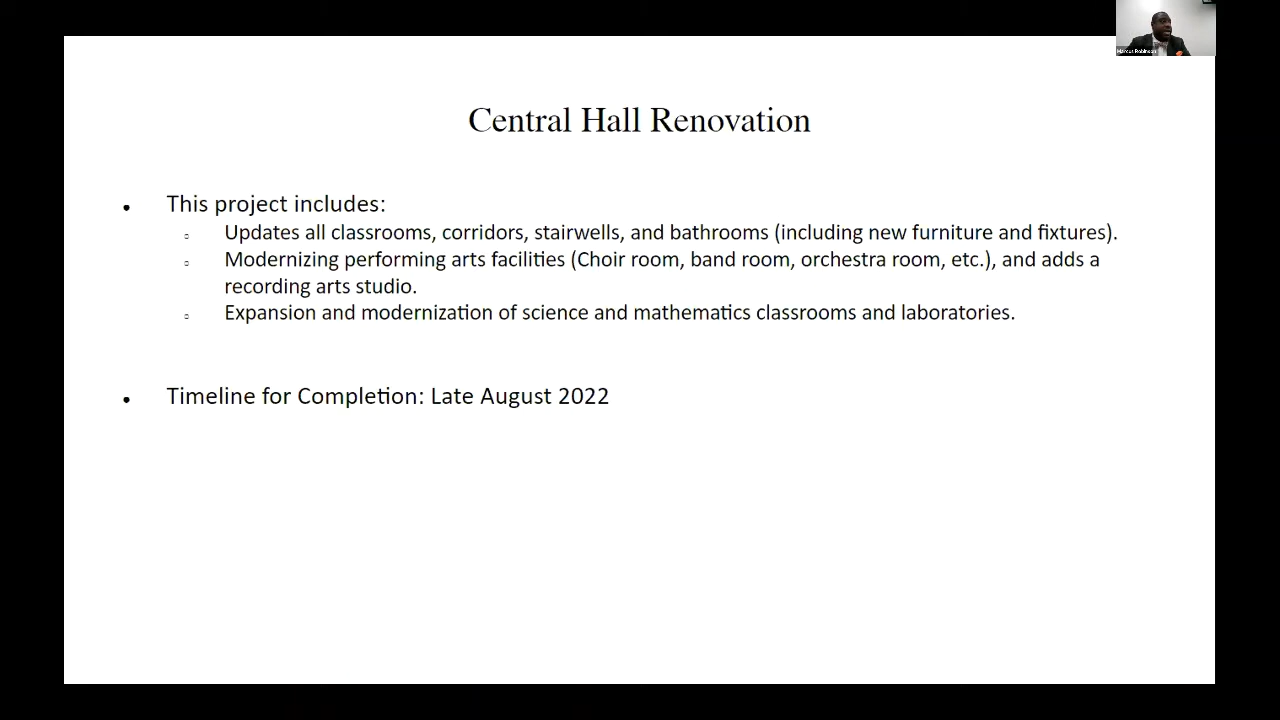 Marcus Robinson
Central Hall Renovation
This project includes:
Updates all classrooms, corridors, stairwells, and bathrooms (including new furniture and fixtures).
Modernizing performing arts facilities (Choir room, band room, orchestra room, etc.), and adds a
recording arts studio.
Expansion and modernization of science and mathematics classrooms and laboratories.
Timeline for Completion: Late August 2022